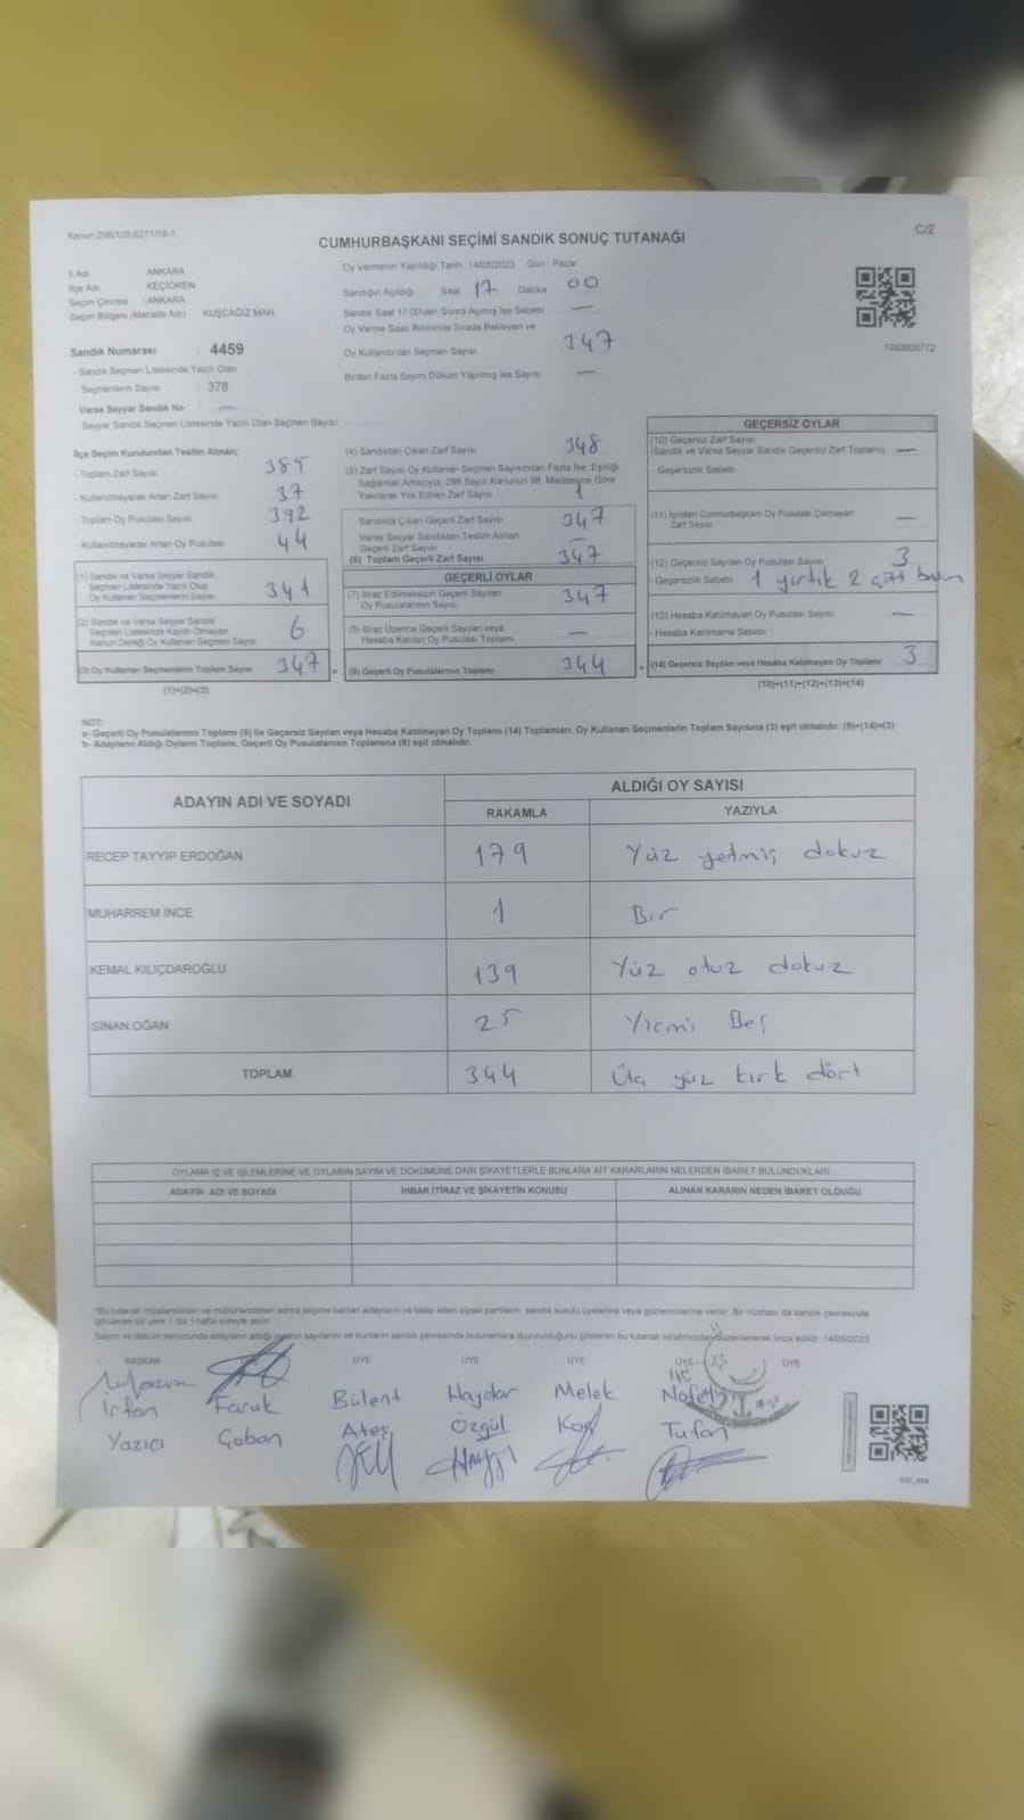 C/2
CUMHURBAŞKANI SEÇİMİ SANDIK SONUÇ TUTANAĞI
İl Adı ANKARA
İlçe Adı KEÇİÖREN
Seçim Çevresi ANKARA
Seçim Bölgesi (Mahalle Adı) KUŞCAĞIZ MAH.
Sandık Numarası : 4459
- Sandık Seçmen Listesinde Yazılı Olan
Seçmenlerin Sayısı 378
Varsa Seyyar Sandık No —
Seyyar Sandık Seçmen Listesinde Yazılı Olan Seçmen Sayısı
Oy Vermenin Yapıldığı Tarih 14/05/2023 Gün Pazar
Sandığın Açıldığı Saat 17 Dakika 00
Sandık Saat 17.00'den Sonra Açılmış İse Sebebi —
Oy Verme Saati Bitiminde Sırada Bekleyen ve
Oy Kullandırılan Seçmen Sayısı 347
Birden Fazla Sayım Döküm Yapılmış İse Sayısı —
İlçe Seçim Kurulundan Teslim Alınan;
- Toplam Zarf Sayısı 385
- Kullanılmayarak Artan Zarf Sayısı 37
- Toplam Oy Pusulası Sayısı 392
- Kullanılmayarak Artan Oy Pusulası 44
(1) Sandık ve Varsa Seyyar Sandık
Seçmen Listesinde Yazılı Olup
Oy Kullanan Seçmenlerin Sayısı 341
(2) Sandık ve Varsa Seyyar Sandık
Seçmen Listesinde Kayıtlı Olmayan
Kanun Gereği Oy Kullanan Seçmen Sayısı 6
(3) Oy Kullanan Seçmenlerin Toplam Sayısı 347
(1)+(2)=(3)
(4) Sandıktan Çıkan Zarf Sayısı 348
(5) Zarf Sayısı Oy Kullanan Seçmen Sayısından Fazla İse, Eşitliği
Sağlamak Amacıyla, 298 Sayılı Kanunun 98. Maddesine Göre
Yakılarak Yok Edilen Zarf Sayısı 1
Sandıktan Çıkan Geçerli Zarf Sayısı 347
Varsa Seyyar Sandıktan Teslim Alınan
Geçerli Zarf Sayısı —
(6) Toplam Geçerli Zarf Sayısı 347
GEÇERLİ OYLAR
(7) İtiraz Edilmeksizin Geçerli Sayılan
Oy Pusulalarının Sayısı 347
(8) İtiraz Üzerine Geçerli Sayılan veya
Hesaba Katılan Oy Pusulası Toplamı —
(9) Geçerli Oy Pusulalarının Toplamı 344
GEÇERSİZ OYLAR
(10) Geçersiz Zarf Sayısı
(Sandık ve Varsa Seyyar Sandık Geçersiz Zarf Toplamı) —
Geçersizlik Sebebi
(11) İçinden Cumhurbaşkanı Oy Pusulası Çıkmayan
Zarf Sayısı —
(12) Geçersiz Sayılan Oy Pusulası Sayısı 3
- Geçersizlik Sebebi 1 yırtık 2
(13) Hesaba Katılmayan Oy Pusulası Sayısı —
- Hesaba Katılmama Sebebi
(14) Geçersiz Sayılan veya Hesaba Katılmayan Oy Toplamı 3
(10)+(11)+(12)+(13)=(14)
NOT:
a- Geçerli Oy Pusulalarının Toplamı (9) ile Geçersiz Sayılan veya Hesaba Katılmayan Oy Toplamı (14) Toplamları, Oy Kullanan Seçmenlerin Toplam Sayısına (3) eşit olmalıdır. (9)+(14)=(3)
b- Adayların Aldığı Oyların Toplamı, Geçerli Oy Pusulalarının Toplamına (9) eşit olmalıdır.
ADAYIN ADI VE SOYADI
ALDIĞI OY SAYISI
RAKAMLA YAZIYLA
RECEP TAYYİP ERDOĞAN 179 Yüz yetmiş dokuz
MUHARREM İNCE 1 Bir
KEMAL KILIÇDAROĞLU 139 Yüz otuz dokuz
SİNAN OĞAN 25 Yirmi Beş
TOPLAM 344 Üç yüz kırk dört
OYLAMA İŞ VE İŞLEMLERİNE VE OYLARIN SAYIM VE DÖKÜMÜNE DAİR ŞİKAYETLERLE BUNLARA AİT KARARLARIN NELERDEN İBARET BULUNDUKLARI
ADAYIN ADI VE SOYADI İHBAR İTİRAZ VE ŞİKAYETİN KONUSU ALINAN KARARIN NEDEN İBARET OLDUĞU
BAŞKAN ÜYE ÜYE ÜYE ÜYE ÜYE
İrfan Faruk Bülent Haydar Melek
Yazıcı Çoban Ateş Özgül Koç Tufan